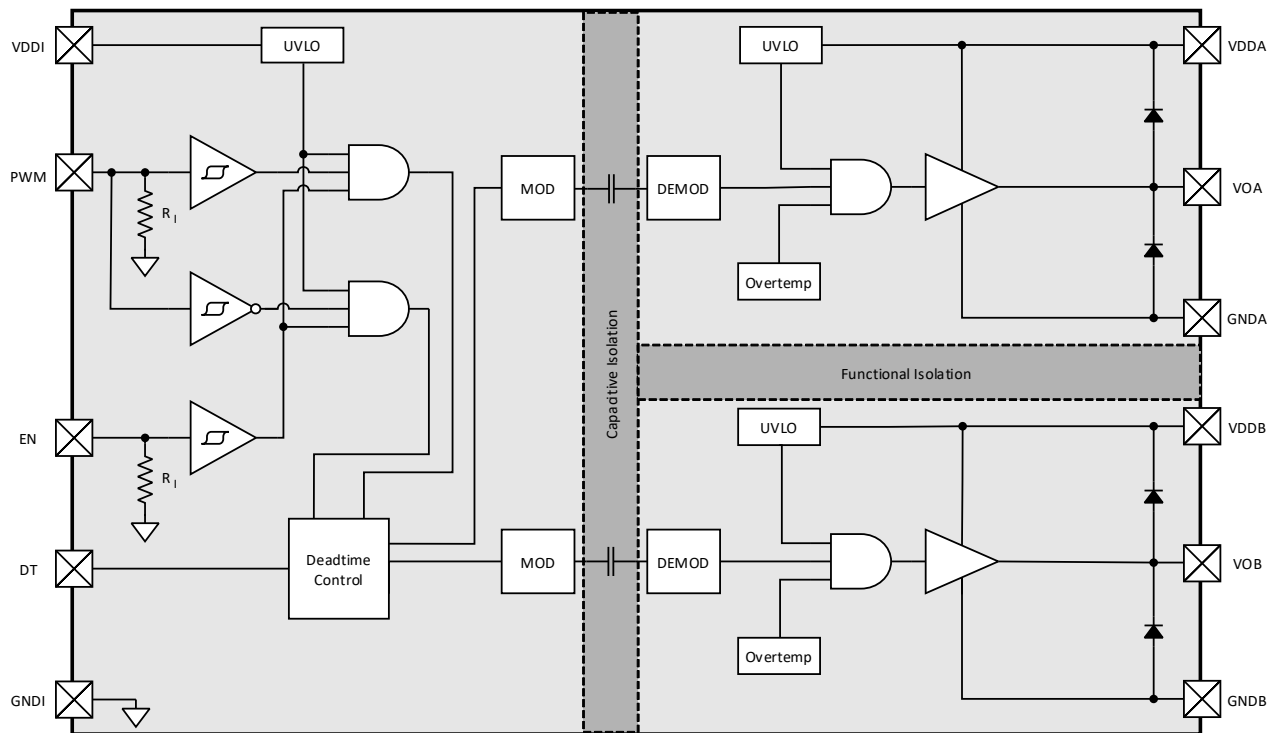 VDDI
UVLO
UVLO
VDDA
PWM
R I
MOD
DEMOD
VOA
Overtemp
GNDA
Capacitive Isolation
Functional Isolation
EN
R I
UVLO
VDDB
DT
Deadtime
Control
MOD
DEMOD
VOB
Overtemp
GNDI
GNDB